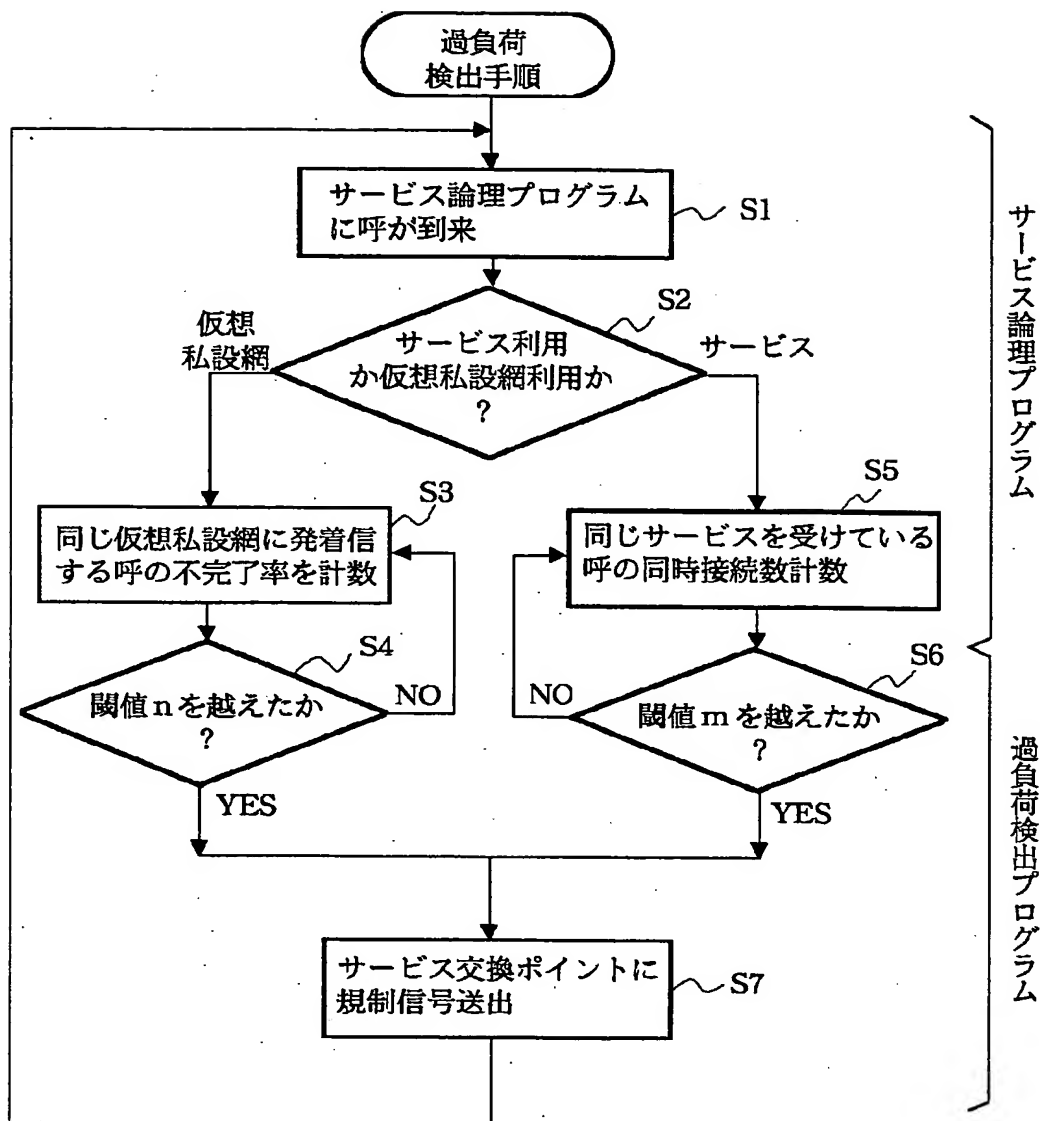 過負荷
検出手順
サービス論理プログラム
に呼が到来
S1
S2
サービス利用
か仮想私設網利用か
?
仮想
私設網
サービス
S3
同じ仮想私設網に発着信
する呼の不完了率を計数
S5
同じサービスを受けている
呼の同時接続数計数
S4
閾値nを越えたか
?
NO
YES
S6
閾値mを越えたか
?
NO
YES
サービス交換ポイントに
規制信号送出
S7
サービス論理プログラム
過負荷検出プログラム